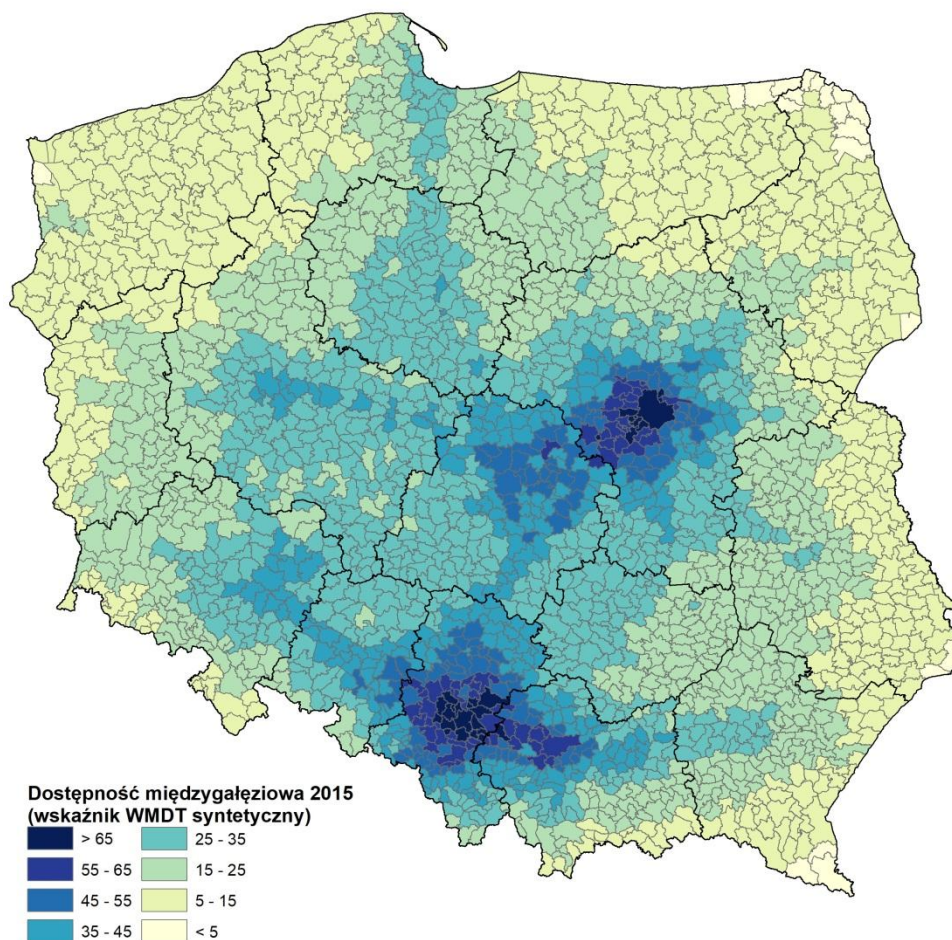 Dostępność międzygałęziowa 2015
(wskaźnik WMDT syntetyczny)
> 65 25 - 35
55 - 65 15 - 25
45 - 55 5 - 15
35 - 45 < 5